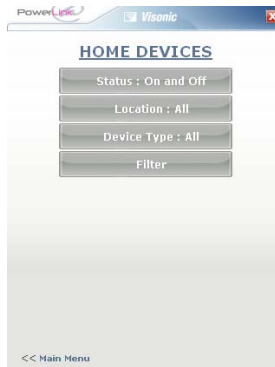 PowerLink
Visonic
HOME DEVICES
Status : On and Off
Location : All
Device Type : All
Filter
<< Main Menu